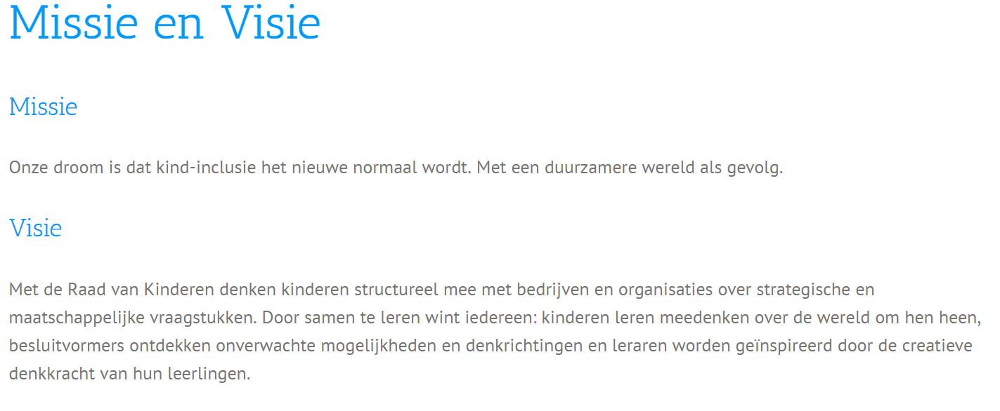 Missie en Visie
Missie
Onze droom is dat kind-inclusie het nieuwe normaal wordt. Met een duurzamere wereld als gevolg.
Visie
Met de Raad van Kinderen denken kinderen structureel mee met bedrijven en organisaties over strategische en
maatschappelijke vraagstukken. Door samen te leren wint iedereen: kinderen leren meedenken over de wereld om hen heen,
besluitvormers ontdekken onverwachte mogelijkheden en denkrichtingen en leraren worden geïnspireerd door de creatieve
denkkracht van hun leerlingen.